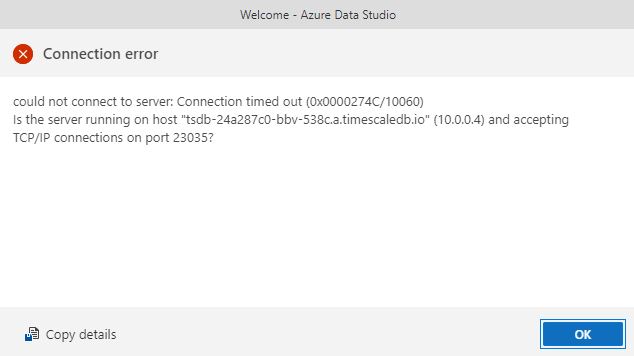 Welcome - Azure Data Studio
Connection error
could not connect to server: Connection timed out (0x0000274C/10060)
Is the server running on host "tsdb-24a287c0-bbv-538c.a.timescaledb.io" (10.0.0.4) and accepting
TCP/IP connections on port 23035?
Copy details
OK